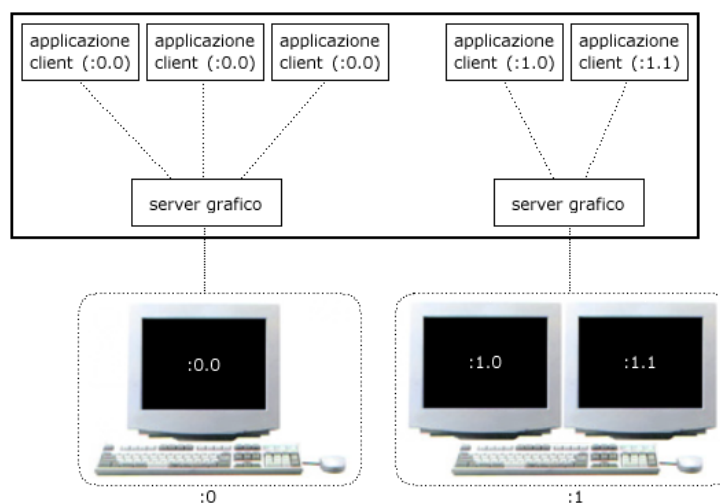 applicazione
client (:0.0)
applicazione
client (:0.0)
applicazione
client (:0.0)
applicazione
client (:1.0)
applicazione
client (:1.1)
server grafico
server grafico
:0.0
:1.0
:1.1
:0
:1